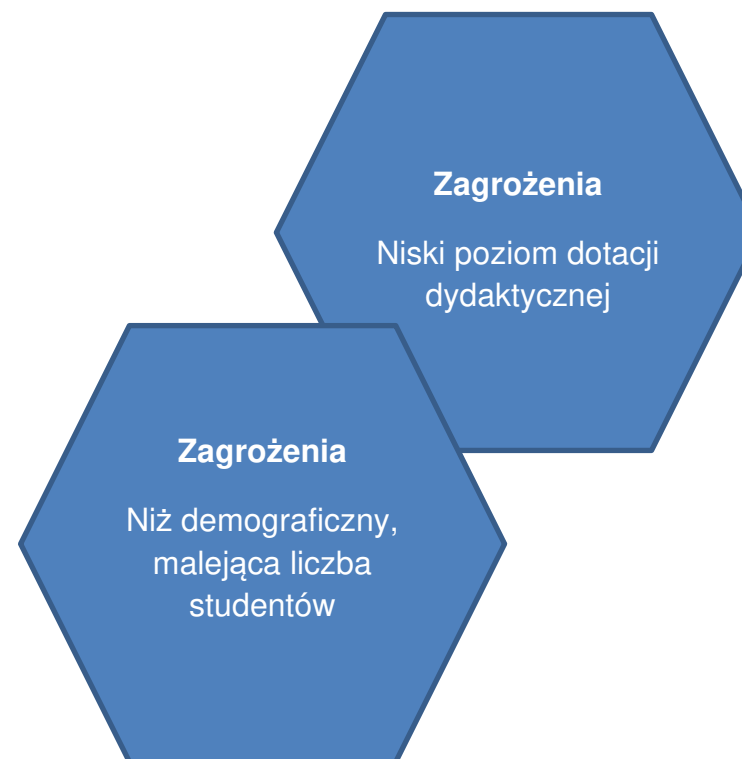 Zagrożenia
Niski poziom dotacji
dydaktycznej
Zagrożenia
Niż demograficzny,
malejąca liczba
studentów